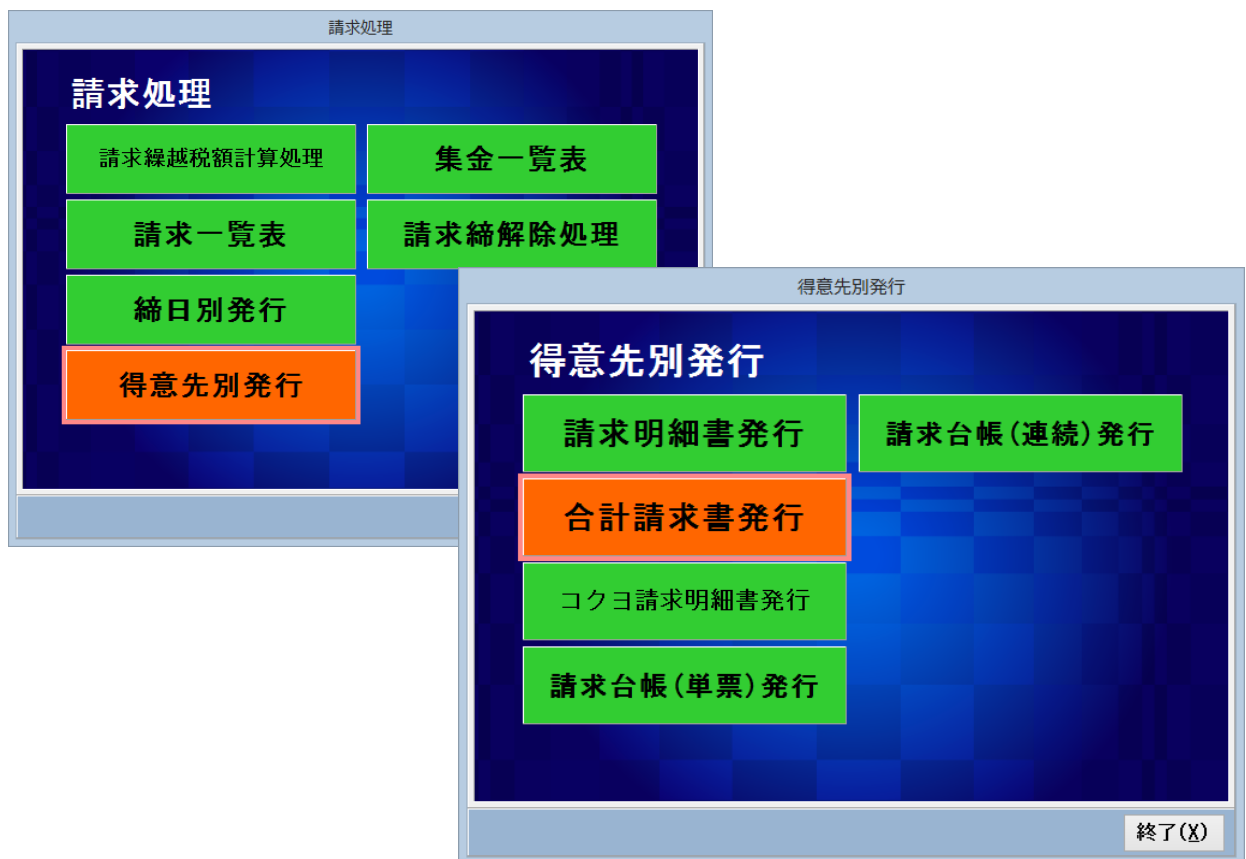 請求処理
請求処理
請求繰越税額計算処理
集金一覧表
請求一覧表
請求締解除処理
締日別発行
得意先別発行
得意先別発行
得意先別発行
請求明細書発行
請求台帳(連続)発行
合計請求書発行
コクヨ請求明細書発行
請求台帳(単票)発行
終了(X)